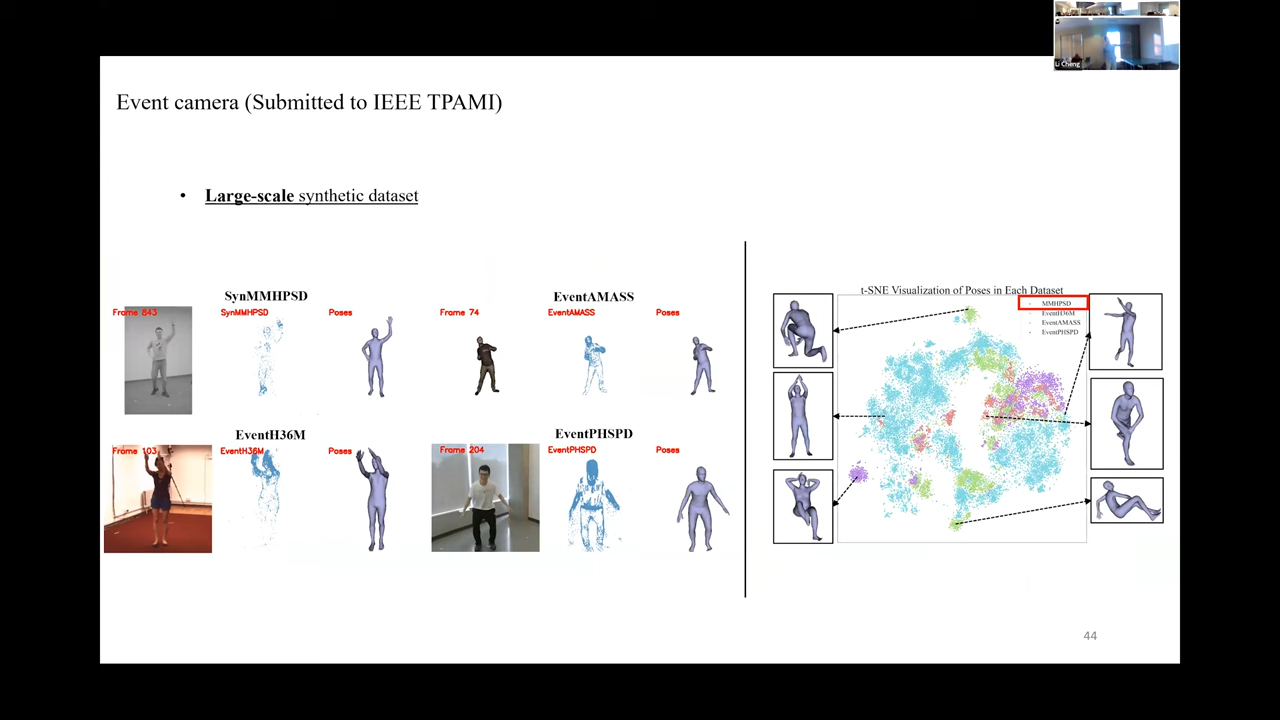 Li Cheng
Event camera (Submitted to IEEE TPAMI)
• Large-scale synthetic dataset
SynMMHPSD
Frame 843
SynMMHPSD
Poses
EventAMASS
Frame 74
EventAMASS
Poses
EventH36M
Frame 103
EventH36M
Poses
EventPHSPD
Frame 204
EventPHSPD
Poses
t-SNE Visualization of Poses in Each Dataset
MMHPSD
EventH36M
EventAMASS
EventPHSPD
44